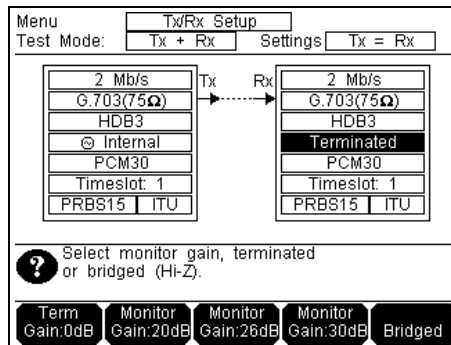 Menu Tx/Rx Setup
Test Mode: Tx + Rx Settings Tx = Rx
2 Mb/s Tx Rx 2 Mb/s
G.703(75Ω) G.703(75Ω)
HDB3 HDB3
Internal Terminated
PCM30 PCM30
Timeslot: 1 Timeslot: 1
PRBS15 ITU PRBS15 ITU
? Select monitor gain, terminated
or bridged (Hi-Z).
Term Monitor Monitor Monitor
Gain:0dB Gain:20dB Gain:26dB Gain:30dB Bridged